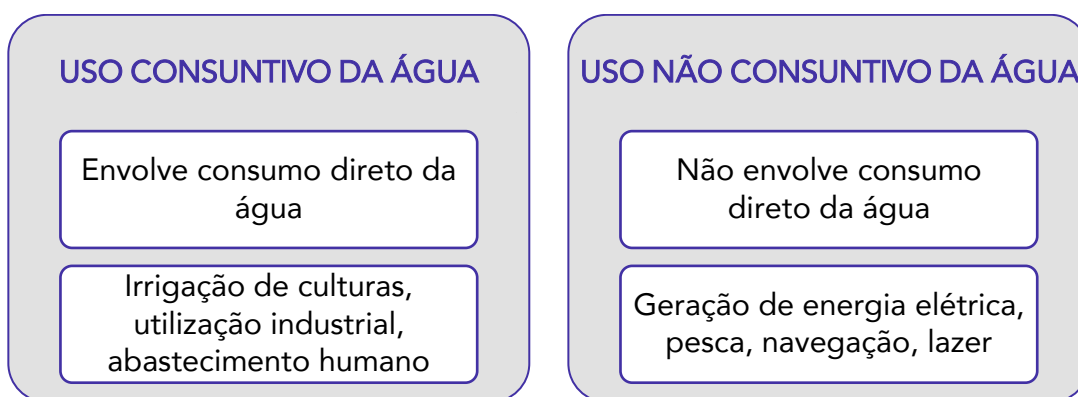 USO CONSUNTIVO DA ÁGUA
Envolve consumo direto da
água
Irrigação de culturas,
utilização industrial,
abastecimento humano
USO NÃO CONSUNTIVO DA ÁGUA
Não envolve consumo
direto da água
Geração de energia elétrica,
pesca, navegação, lazer